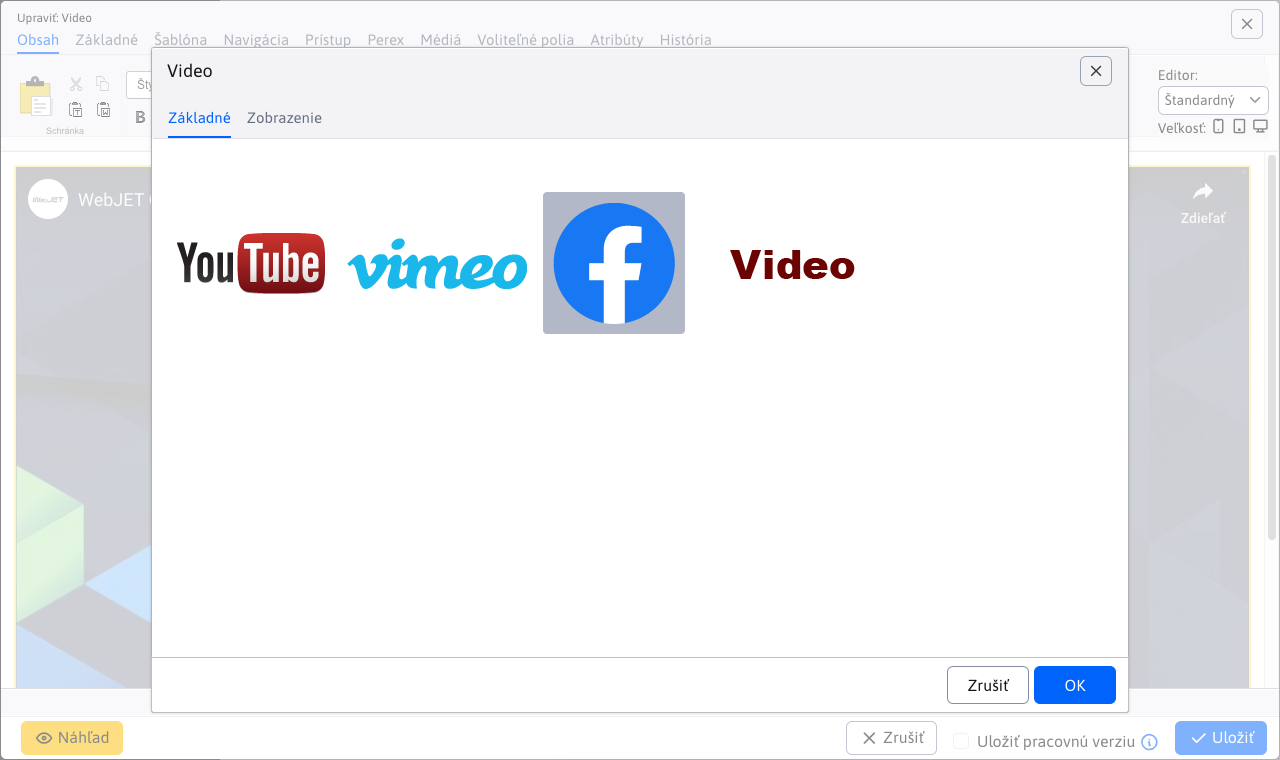 Upraviť: Video
Obsah Základné Šablóna Navigácia Prístup Perex Médiá Voliteľné polia Atribúty História
Video
Základné Zobrazenie
Schránka
B
Editor:
Štandardný
Veľkosť:
WebJET
WebJET
Zdieľať
YouTube vimeo f Video
Zrušiť OK
Náhľad Zrušiť Uložiť pracovnú verziu Uložiť